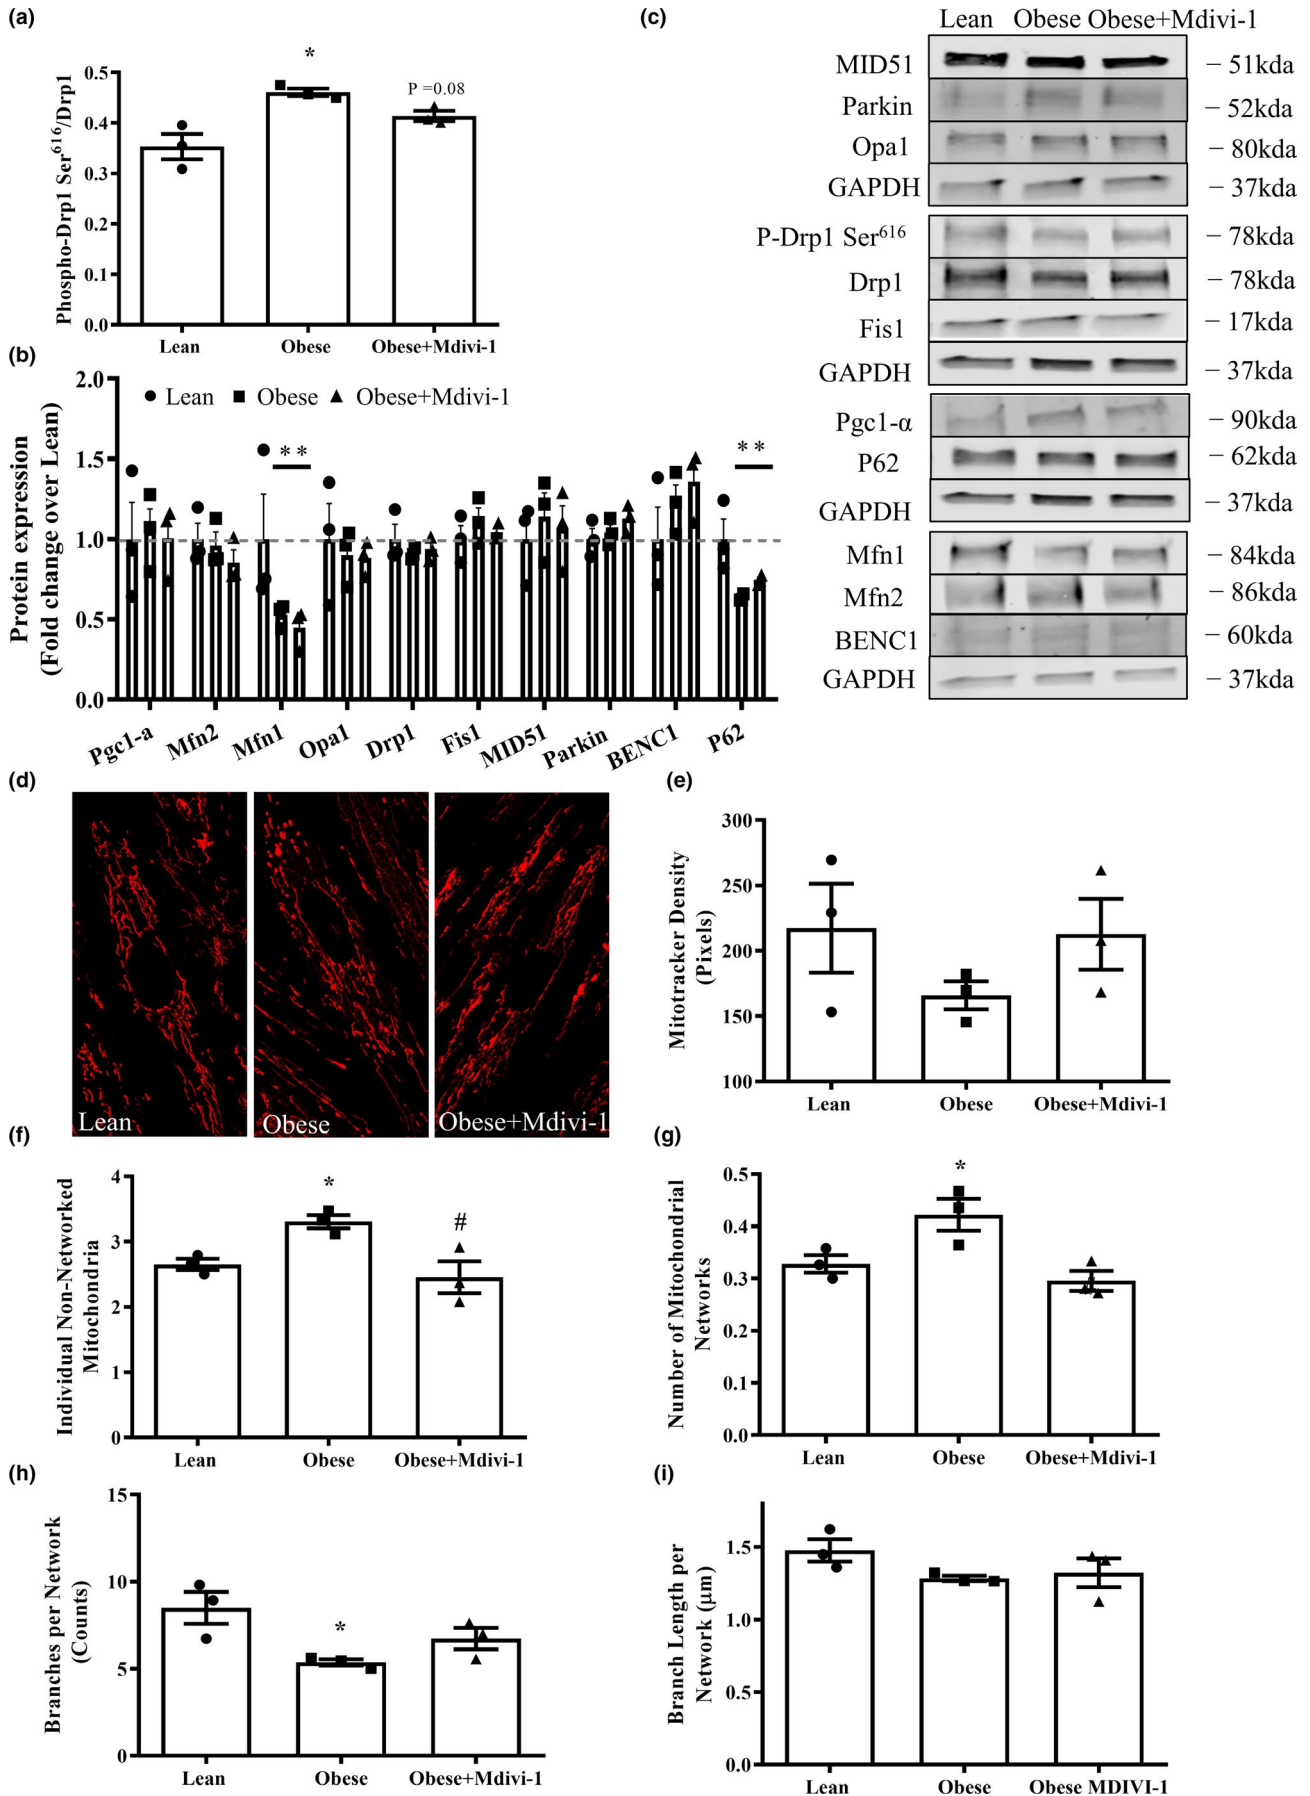 (a)
*
P =0.08
Phospho-Drp1 Ser616/Drp1
0.5
0.4
0.3
0.2
0.1
0.0
Lean
Obese
Obese+Mdivi-1
(b)
Lean
Obese
Obese+Mdivi-1
Protein expression
(Fold change over Lean)
2.0
1.5
1.0
0.5
0.0
**
**
Pgc1-a
Mfn2
Mfn1
Opa1
Drp1
Fis1
MID51
Parkin
BENC1
P62
(c)
Lean Obese Obese+Mdivi-1
MID51 – 51kda
Parkin – 52kda
Opa1 – 80kda
GAPDH – 37kda
P-Drp1 Ser616 – 78kda
Drp1 – 78kda
Fis1 – 17kda
GAPDH – 37kda
Pgc1-α – 90kda
P62 – 62kda
GAPDH – 37kda
Mfn1 – 84kda
Mfn2 – 86kda
BENC1 – 60kda
GAPDH – 37kda
(d)
Lean
Obese
Obese+Mdivi-1
(e)
Mitotracker Density
(Pixels)
300
250
200
150
100
Lean
Obese
Obese+Mdivi-1
(f)
Individual Non-Networked
Mitochondria
4
3
2
1
0
*
#
Lean
Obese
Obese+Mdivi-1
(g)
Number of Mitochondrial
Networks
0.5
0.4
0.3
0.2
0.1
0.0
*
Lean
Obese
Obese+Mdivi-1
(h)
Branches per Network
(Counts)
15
10
5
0
*
Lean
Obese
Obese+Mdivi-1
(i)
Branch Length per
Network (μm)
1.5
1.0
0.5
0.0
Lean
Obese
Obese MDIVI-1